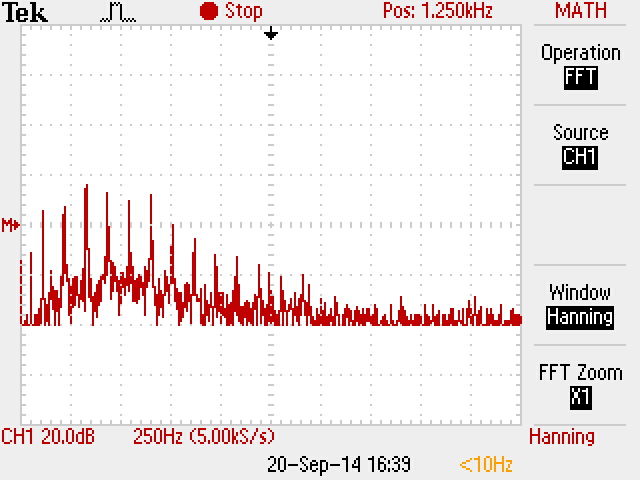 Tek Stop Pos: 1.250kHz MATH
Operation
FFT
Source
CH1
M
Window
Hanning
FFT Zoom
X1
CH1 20.0dB 250Hz (5.00kS/s) Hanning
20-Sep-14 16:39 <10Hz